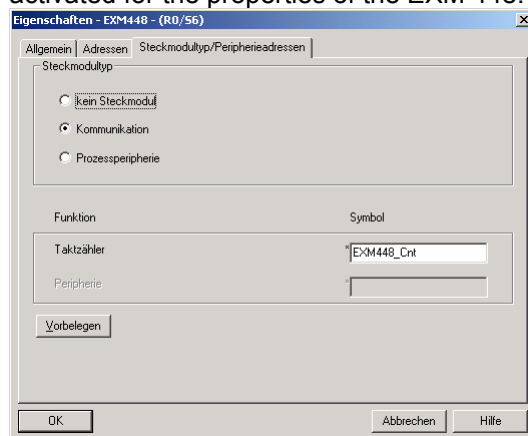 activated for the properties of the EXM 448.
Eigenschaften - EXM448 - (R0/S6)
Allgemein Adressen Steckmodultyp/Peripherieadressen
Steckmodultyp
kein Steckmodul
Kommunikation
Prozessperipherie
Funktion Symbol
Taktzähler * EXM448_Cnt
Peripherie *
Vorbelegen
OK Abbrechen Hilfe